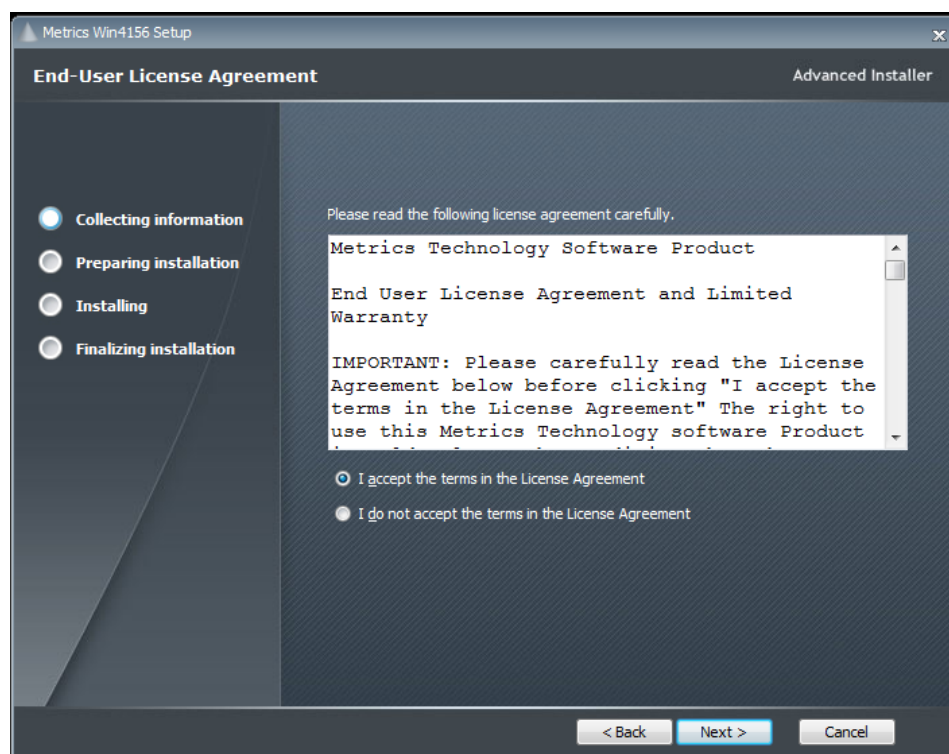 Metrics Win4156 Setup
End-User License Agreement
Advanced Installer
Collecting information
Preparing installation
Installing
Finalizing installation
Please read the following license agreement carefully.
Metrics Technology Software Product
End User License Agreement and Limited
Warranty
IMPORTANT: Please carefully read the License
Agreement below before clicking "I accept the
terms in the License Agreement" The right to
use this Metrics Technology software Product
I accept the terms in the License Agreement
I do not accept the terms in the License Agreement
< Back
Next >
Cancel